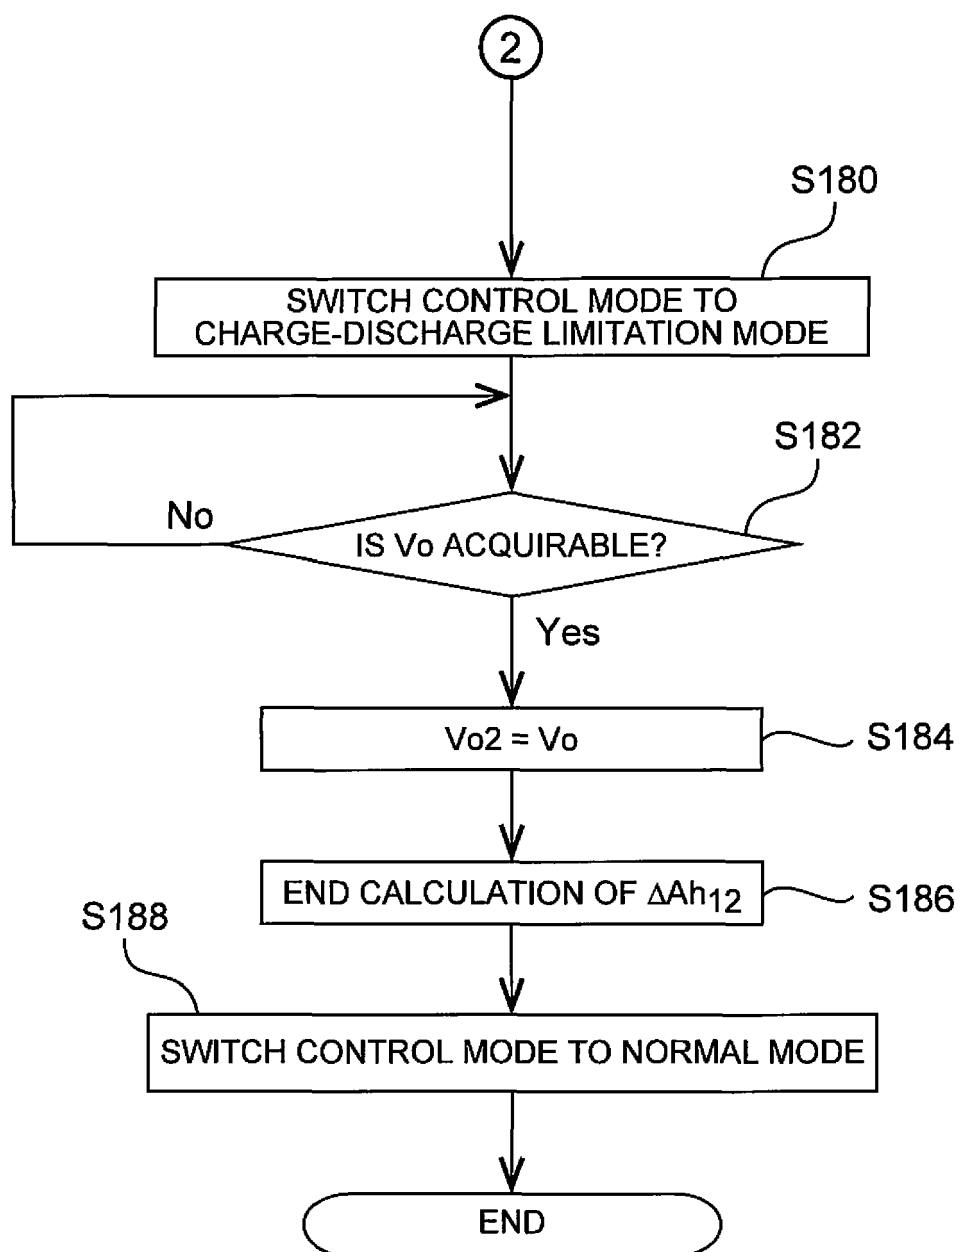 2
S180
SWITCH CONTROL MODE TO
CHARGE-DISCHARGE LIMITATION MODE
S182
No
IS Vo ACQUIRABLE?
Yes
Vo2 = Vo
S184
END CALCULATION OF ΔAh12
S186
S188
SWITCH CONTROL MODE TO NORMAL MODE
END